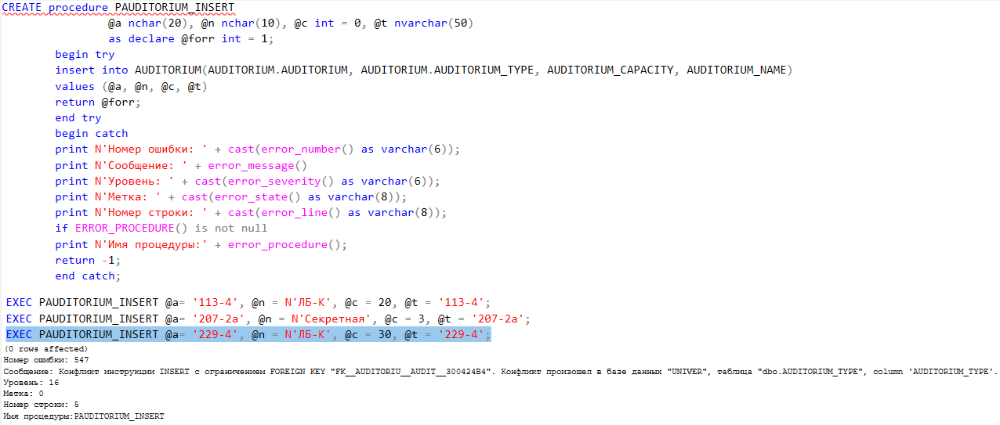 CREATE procedure PAUDITORIUM_INSERT
@a nchar(20), @n nchar(10), @c int = 0, @t nvarchar(50)
as declare @forr int = 1;
begin try
insert into AUDITORIUM(AUDITORIUM.AUDITORIUM, AUDITORIUM.AUDITORIUM_TYPE, AUDITORIUM_CAPACITY, AUDITORIUM_NAME)
values (@a, @n, @c, @t)
return @forr;
end try
begin catch
print N'Номер ошибки: ' + cast(error_number() as varchar(6));
print N'Сообщение: ' + error_message()
print N'Уровень: ' + cast(error_severity() as varchar(6));
print N'Метка: ' + cast(error_state() as varchar(8));
print N'Номер строки: ' + cast(error_line() as varchar(8));
if ERROR_PROCEDURE() is not null
print N'Имя процедуры:' + error_procedure();
return -1;
end catch;
EXEC PAUDITORIUM_INSERT @a= '113-4', @n = N'ЛБ-К', @c = 20, @t = '113-4';
EXEC PAUDITORIUM_INSERT @a= '207-2a', @n = N'Секретная', @c = 3, @t = '207-2a';
EXEC PAUDITORIUM_INSERT @a= '229-4', @n = N'ЛБ-К', @c = 30, @t = '229-4';
(0 rows affected)
Номер ошибки: 547
Сообщение: Конфликт инструкции INSERT с ограничением FOREIGN KEY "FK__AUDITORIU__AUDIT__300424B4". Конфликт произошел в базе данных "UNIVER", таблица "dbo.AUDITORIUM_TYPE", column 'AUDITORIUM_TYPE'.
Уровень: 16
Метка: 0
Номер строки: 5
Имя процедуры:PAUDITORIUM_INSERT